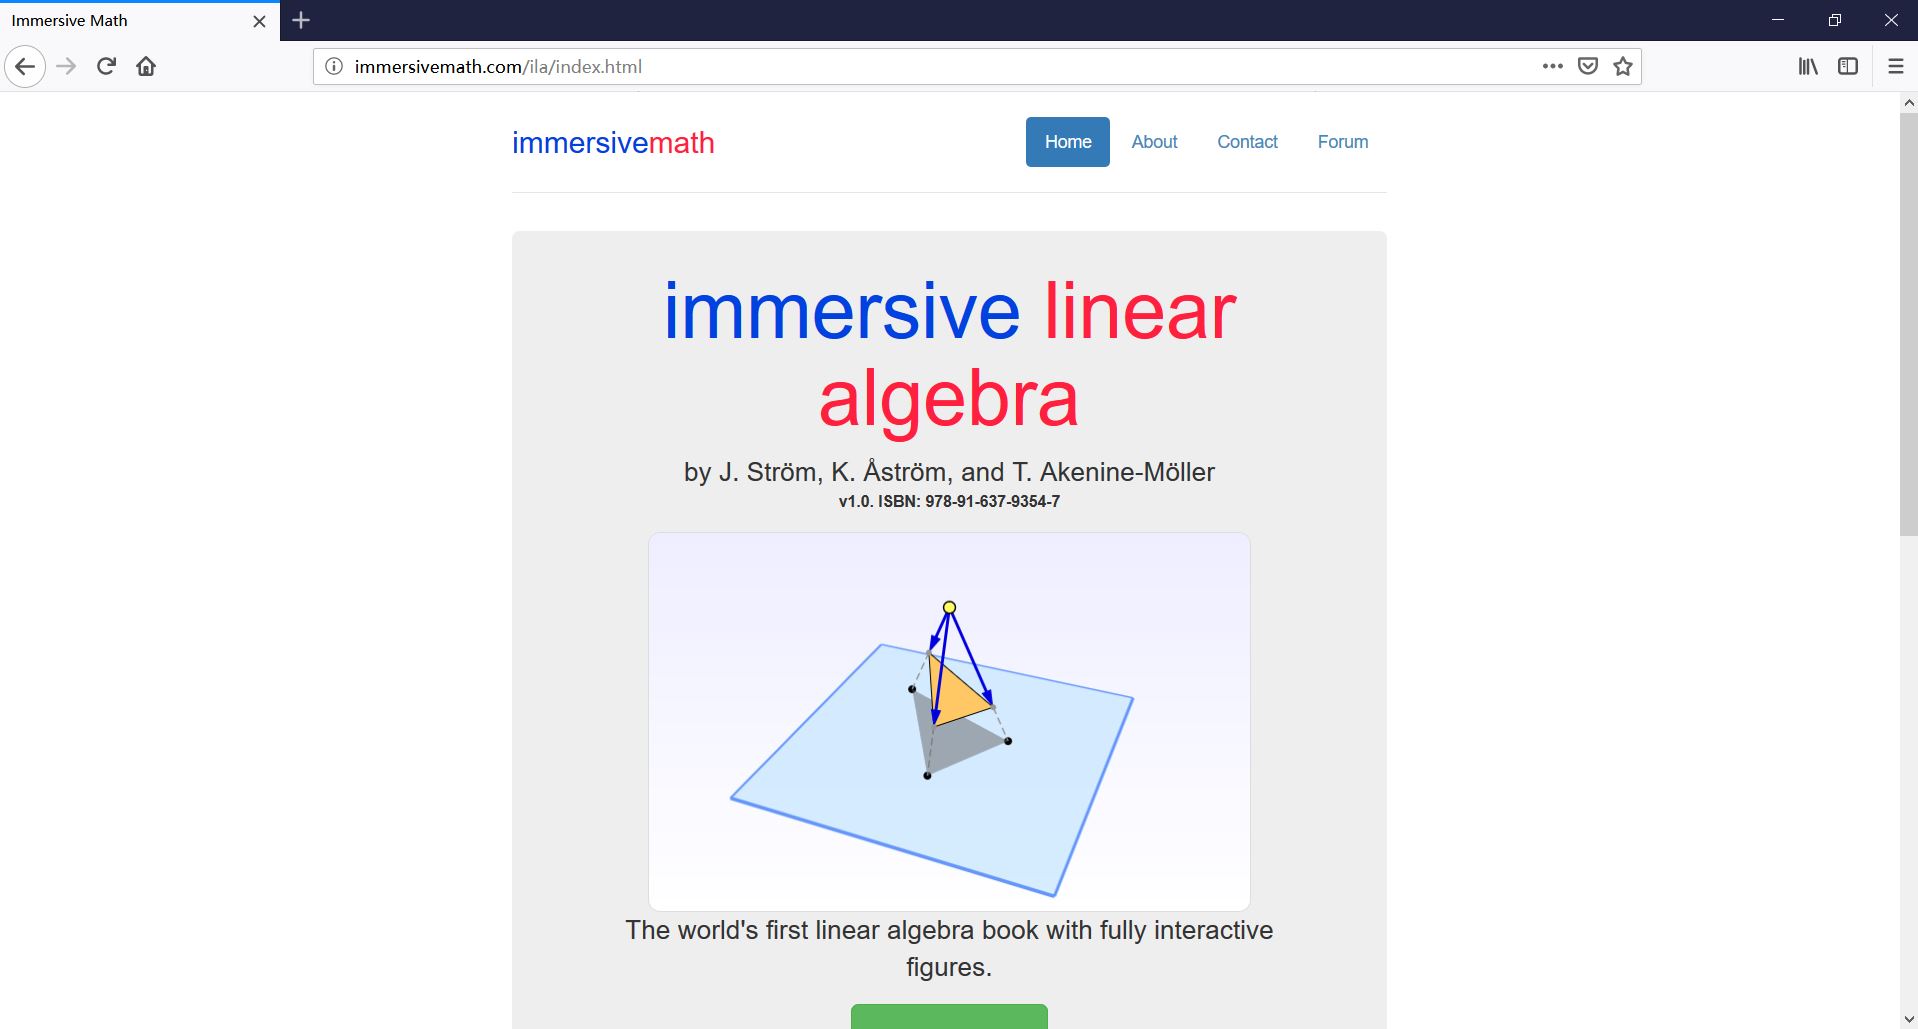 Immersive Math
immersivemath.com/ila/index.html
immersivemath
Home About Contact Forum
immersive linear
algebra
by J. Ström, K. Åström, and T. Akenine-Möller
v1.0. ISBN: 978-91-637-9354-7
The world's first linear algebra book with fully interactive
figures.